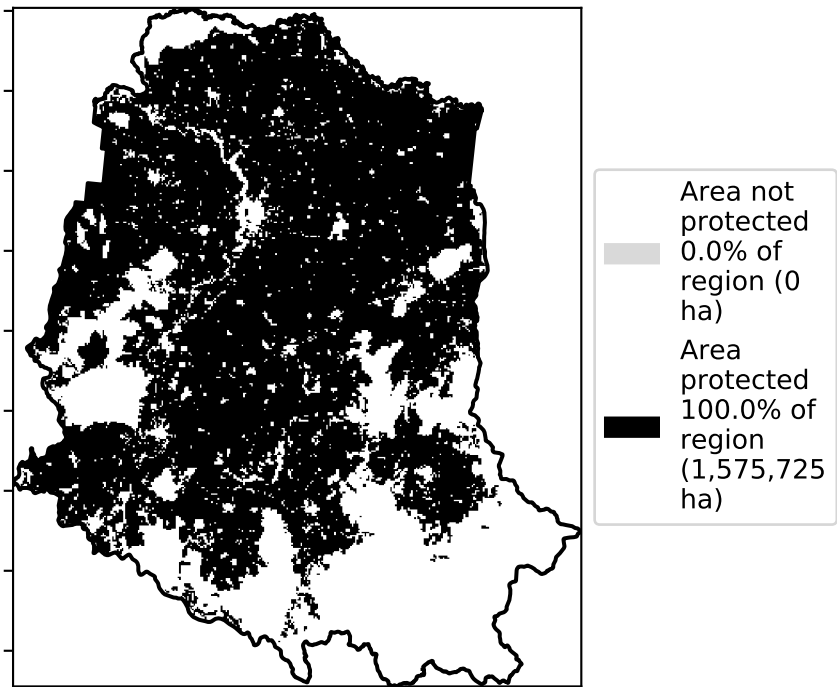 Area not
protected
0.0% of
region (0
ha)
Area
protected
100.0% of
region
(1,575,725
ha)